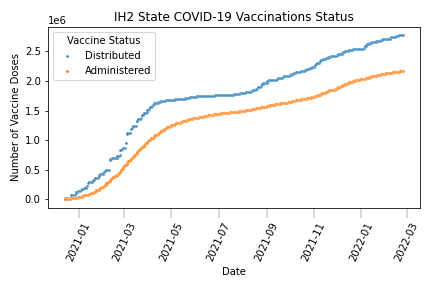 IH2 State COVID-19 Vaccinations Status
1e6
Vaccine Status
Distributed
Administered
Number of Vaccine Doses
2.5
2.0
1.5
1.0
0.5
0.0
2021-01
2021-03
2021-05
2021-07
2021-09
2021-11
2022-01
2022-03
Date